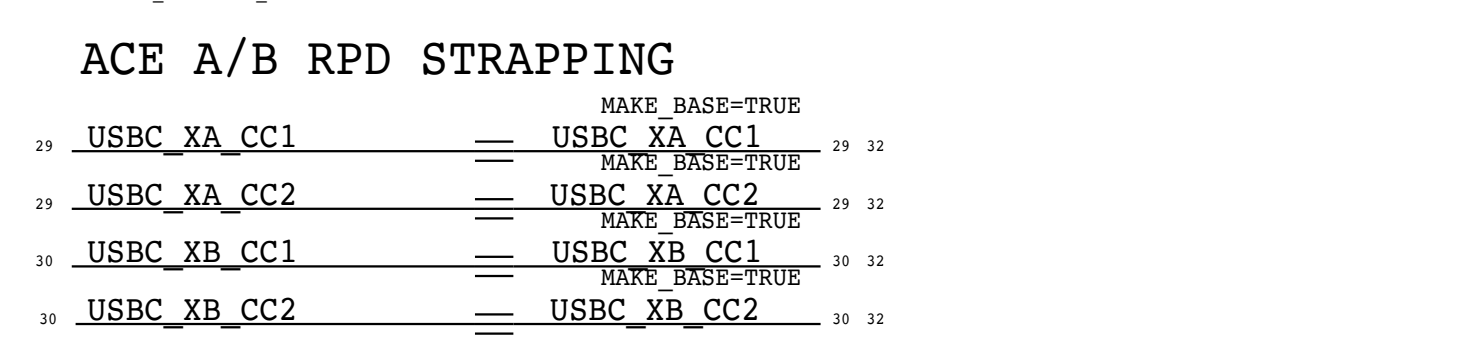 ACE A/B RPD STRAPPING
MAKE_BASE=TRUE
29 USBC_XA_CC1 USBC_XA_CC1 29 32
MAKE_BASE=TRUE
29 USBC_XA_CC2 USBC_XA_CC2 29 32
MAKE_BASE=TRUE
30 USBC_XB_CC1 USBC_XB_CC1 30 32
MAKE_BASE=TRUE
30 USBC_XB_CC2 USBC_XB_CC2 30 32